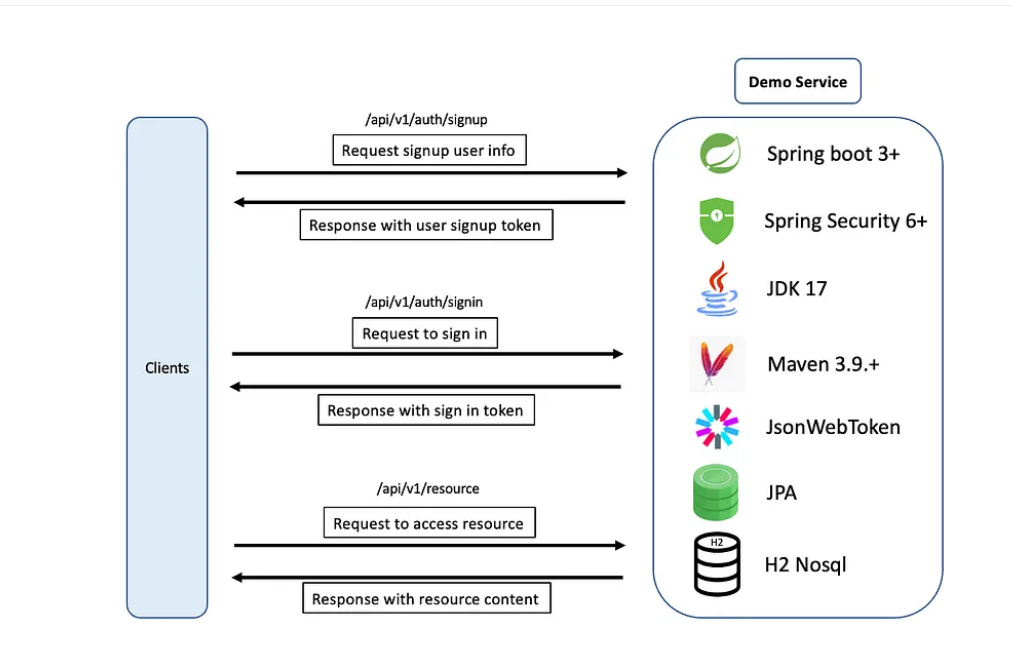 Demo Service
/api/v1/auth/signup
Request signup user info
Response with user signup token
/api/v1/auth/signin
Request to sign in
Response with sign in token
/api/v1/resource
Request to access resource
Response with resource content
Clients
Spring boot 3+
Spring Security 6+
JDK 17
Maven 3.9.+
JsonWebToken
JPA
H2
H2 Nosql